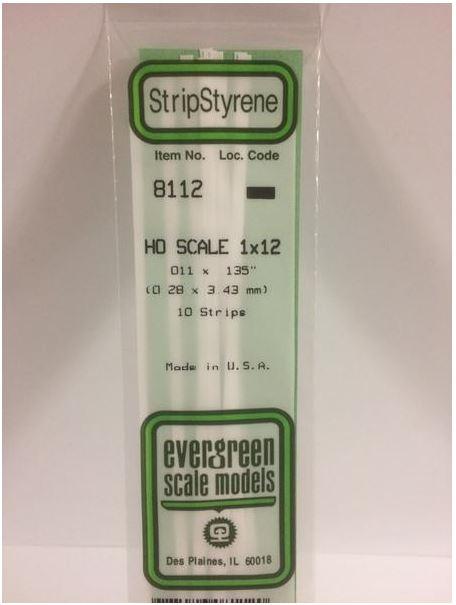 StripStyrene
Item No. Loc. Code
8112
HO SCALE 1x12
011 x 135"
(0 28 x 3.43 mm)
10 Strips
Made in U.S.A.
evergreen
scale models
Des Plaines, IL 60018